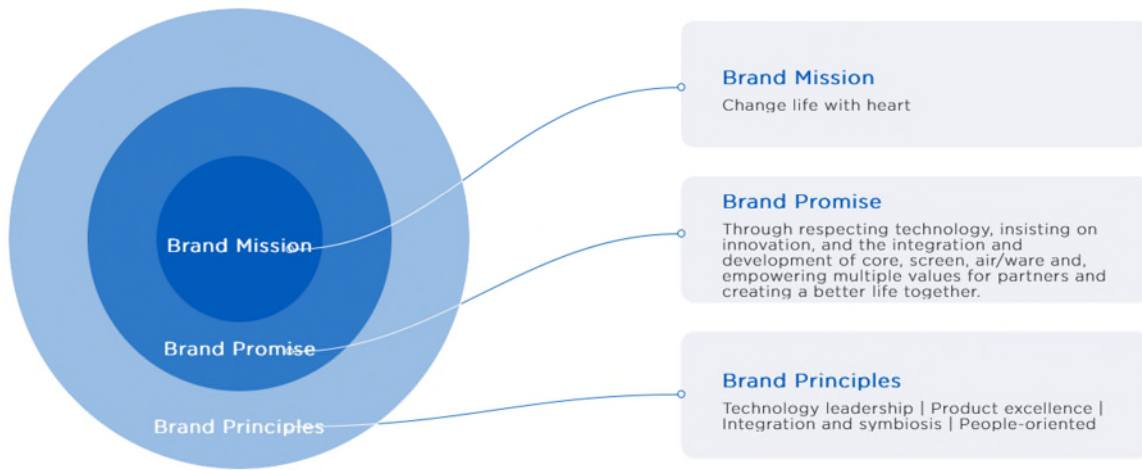 Brand Mission
Brand Promise
Brand Principles
Brand Mission
Change life with heart
Brand Promise
Through respecting technology, insisting on
innovation, and the integration and
development of core, screen, air/ware and,
empowering multiple values for partners and
creating a better life together.
Brand Principles
Technology leadership | Product excellence |
Integration and symbiosis | People-oriented